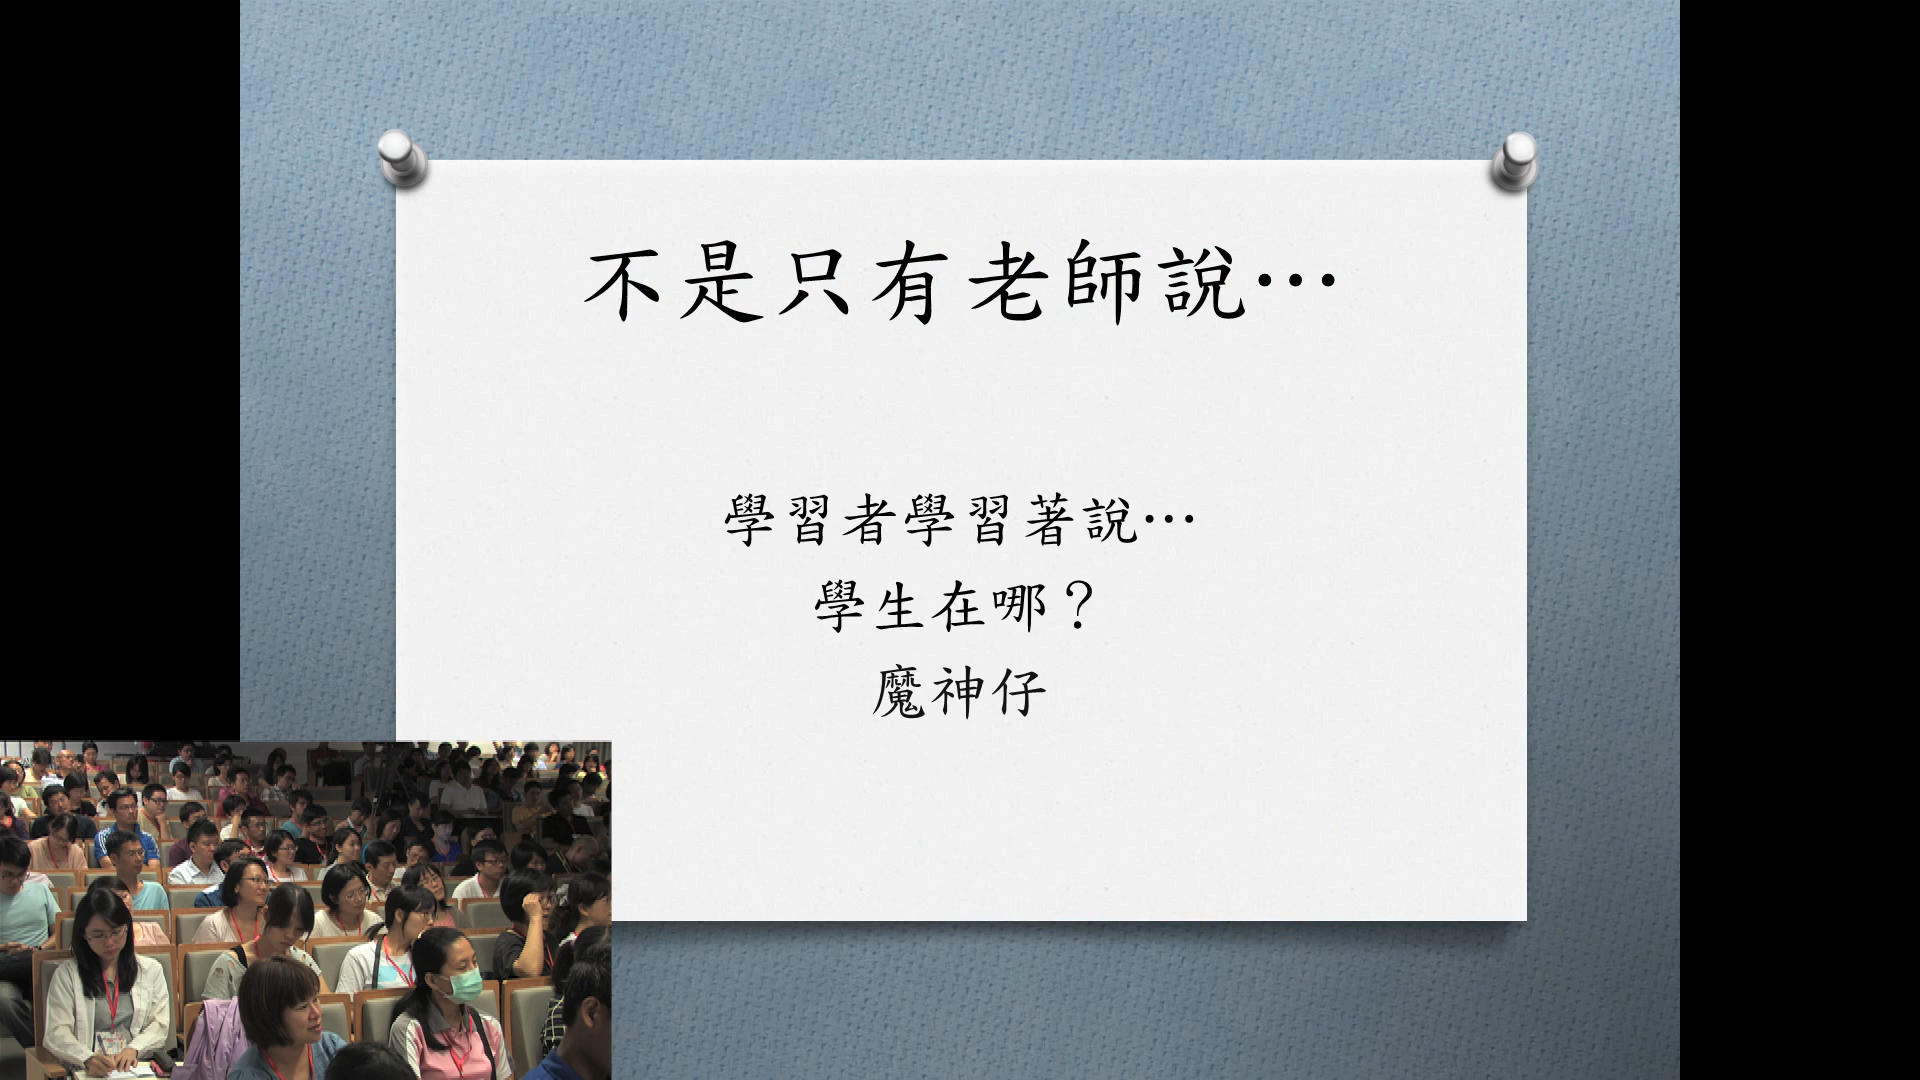 不是只有老師說…
學習者學習著說…
學生在哪？
魔神仔